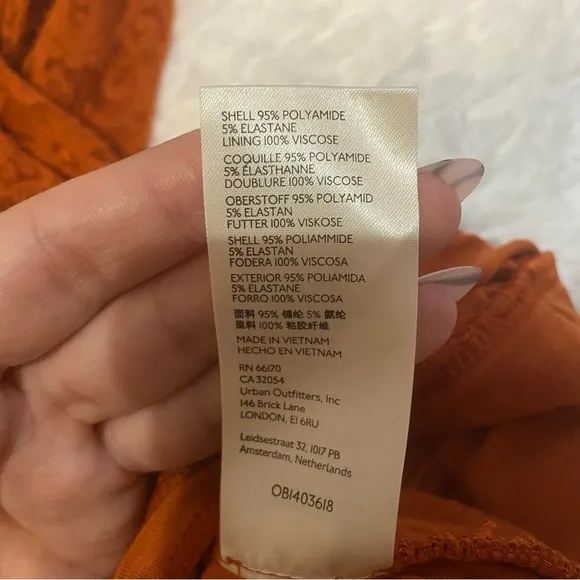 SHELL 95% POLYAMIDE
5% ELASTANE
LINING 100% VISCOSE
COQUILLE 95% POLYAMIDE
5% ÉLASTHANNE
DOUBLURE 100% VISCOSE
OBERSTOFF 95% POLYAMID
5% ELASTAN
FUTTER 100% VISKOSE
SHELL 95% POLIAMMIDE
5% ELASTAN
FODERA 100% VISCOSA
EXTERIOR 95% POLIAMIDA
5% ELASTANE
FORRO 100% VISCOSA
面料 95% 锦纶 5% 氨纶
里料 100% 粘胶纤维
MADE IN VIETNAM
HECHO EN VIETNAM
RN 66170
CA 32054
Urban Outfitters, Inc
146 Brick Lane
LONDON, E1 6RU
Leidsestraat 32, 1017 PB
Amsterdam, Netherlands
OB1403618